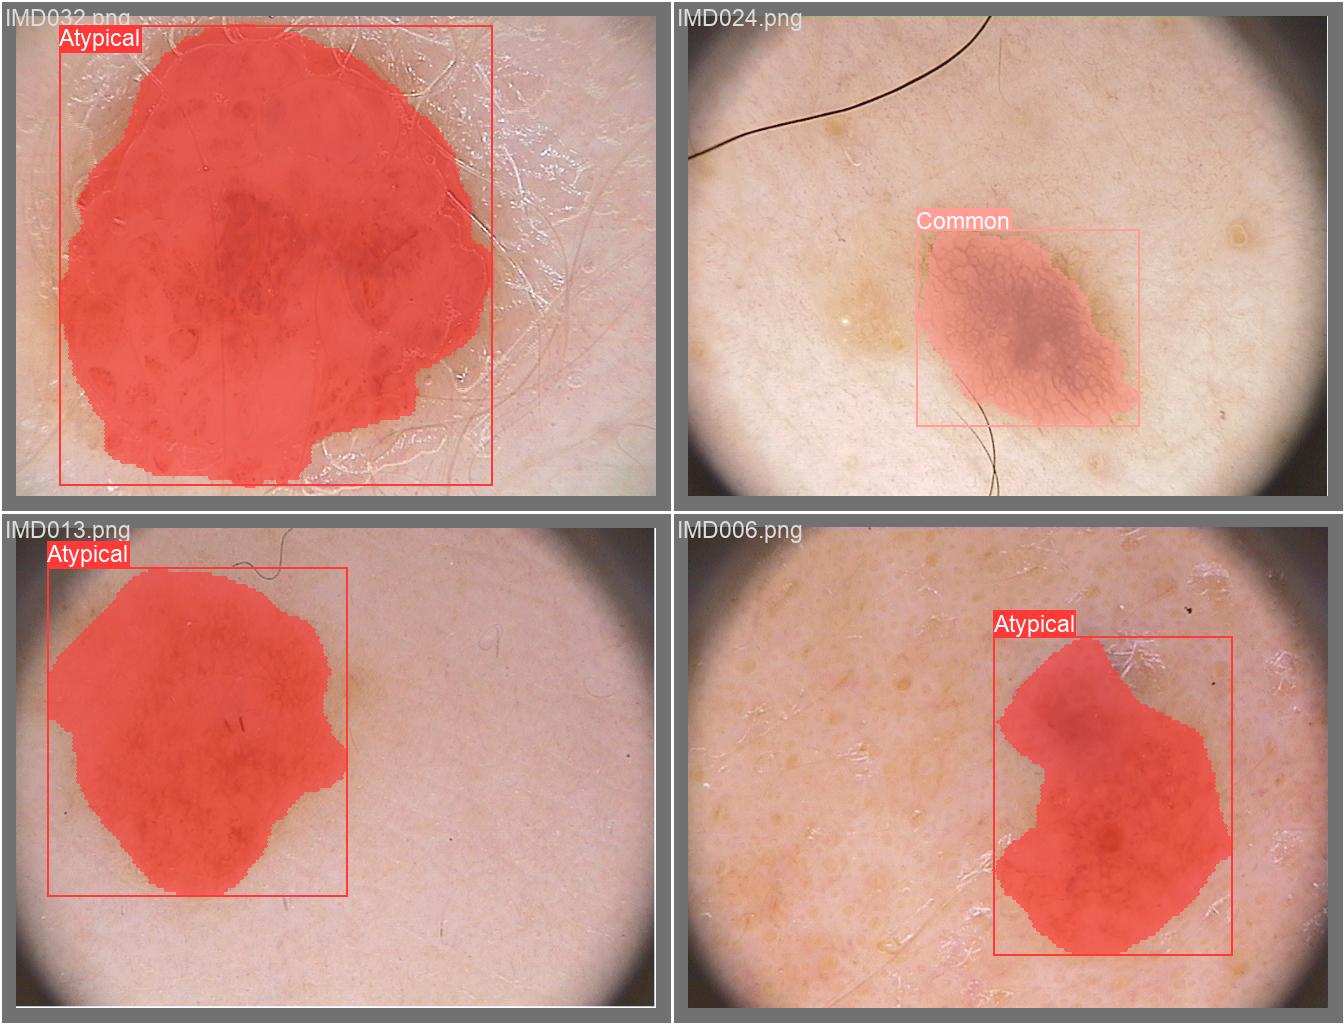 IMD032.png
Atypical
IMD024.png
Common
IMD013.png
Atypical
IMD006.png
Atypical